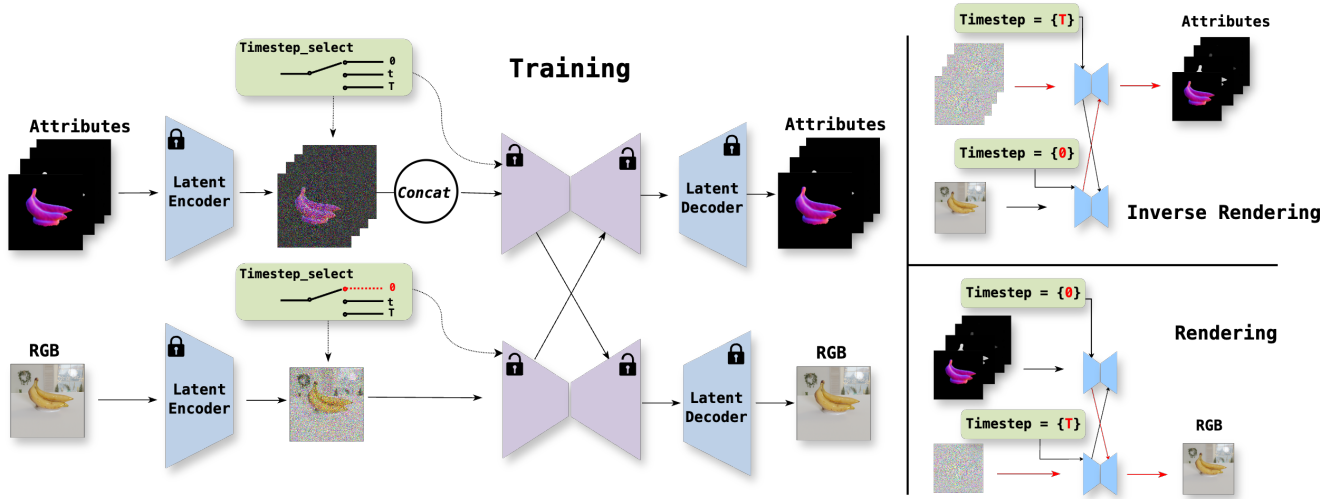 Training
Timestep_select
0
t
T
Attributes
Latent
Encoder
Concat
Latent
Decoder
Attributes
Timestep_select
0
t
T
RGB
Latent
Encoder
Latent
Decoder
RGB
Timestep = {T}
Attributes
Timestep = {0}
Inverse Rendering
Timestep = {0}
Rendering
Timestep = {T}
RGB